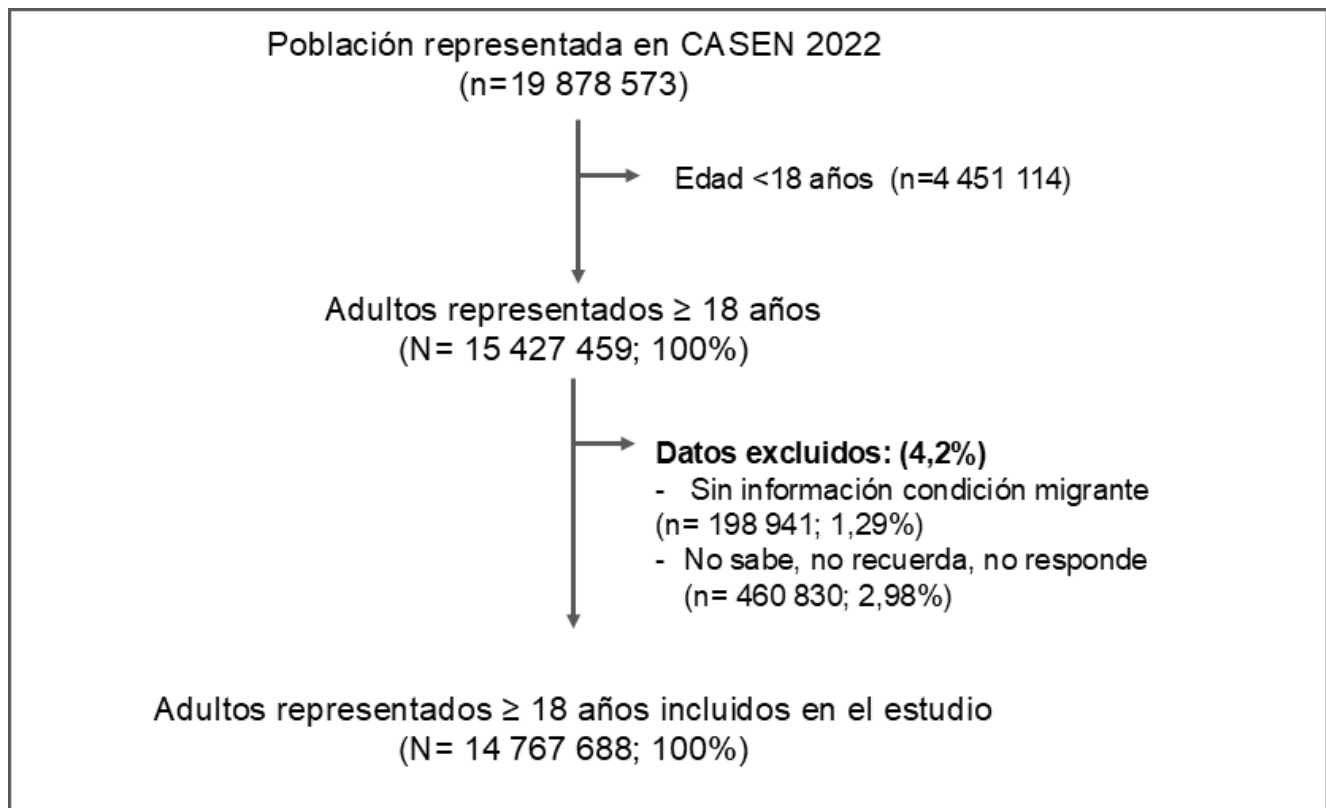 Población representada en CASEN 2022
(n=19 878 573)
Edad <18 años (n=4 451 114)
Adultos representados ≥ 18 años
(N= 15 427 459; 100%)
Datos excluidos: (4,2%)
- Sin información condición migrante
(n= 198 941; 1,29%)
- No sabe, no recuerda, no responde
(n= 460 830; 2,98%)
Adultos representados ≥ 18 años incluidos en el estudio
(N= 14 767 688; 100%)